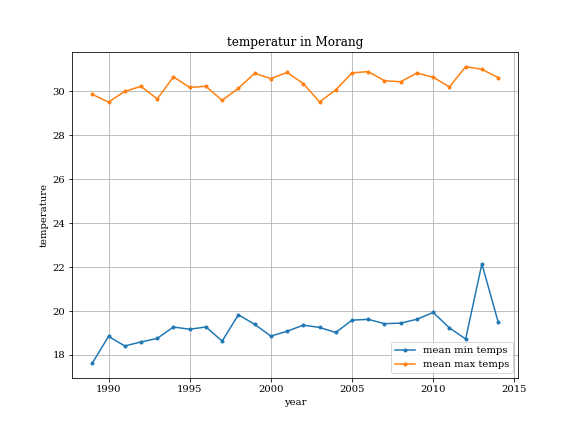 temperatur in Morang
temperature
30
28
26
24
22
20
18
1990 1995 2000 2005 2010 2015
year
mean min temps
mean max temps